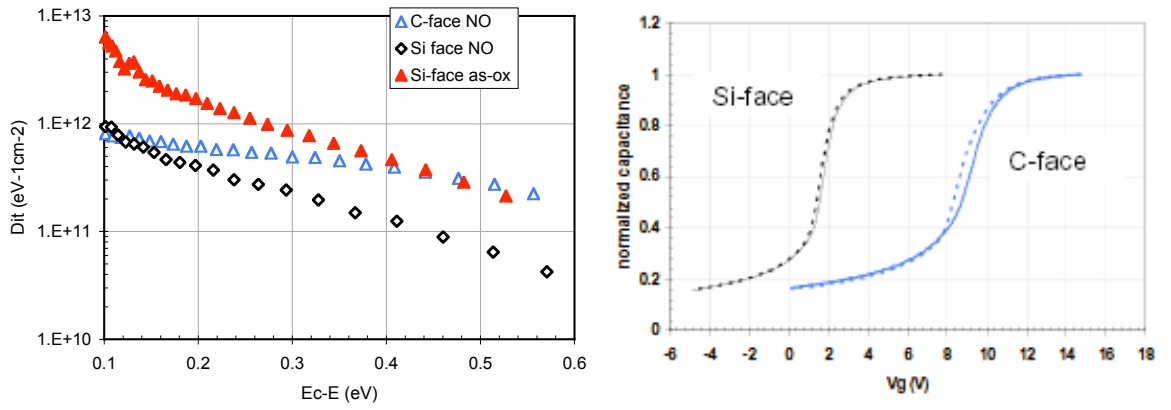 1.E+13
1.E+12
1.E+11
1.E+10
Dit (eV-1cm-2)
0.1 0.2 0.3 0.4 0.5 0.6
Ec-E (eV)
C-face NO
Si face NO
Si-face as-ox
1.2
1
0.8
0.6
0.4
0.2
0
normalized capacitance
Si-face
C-face
-6 -4 -2 0 2 4 6 8 10 12 14 16 18
Vg (V)